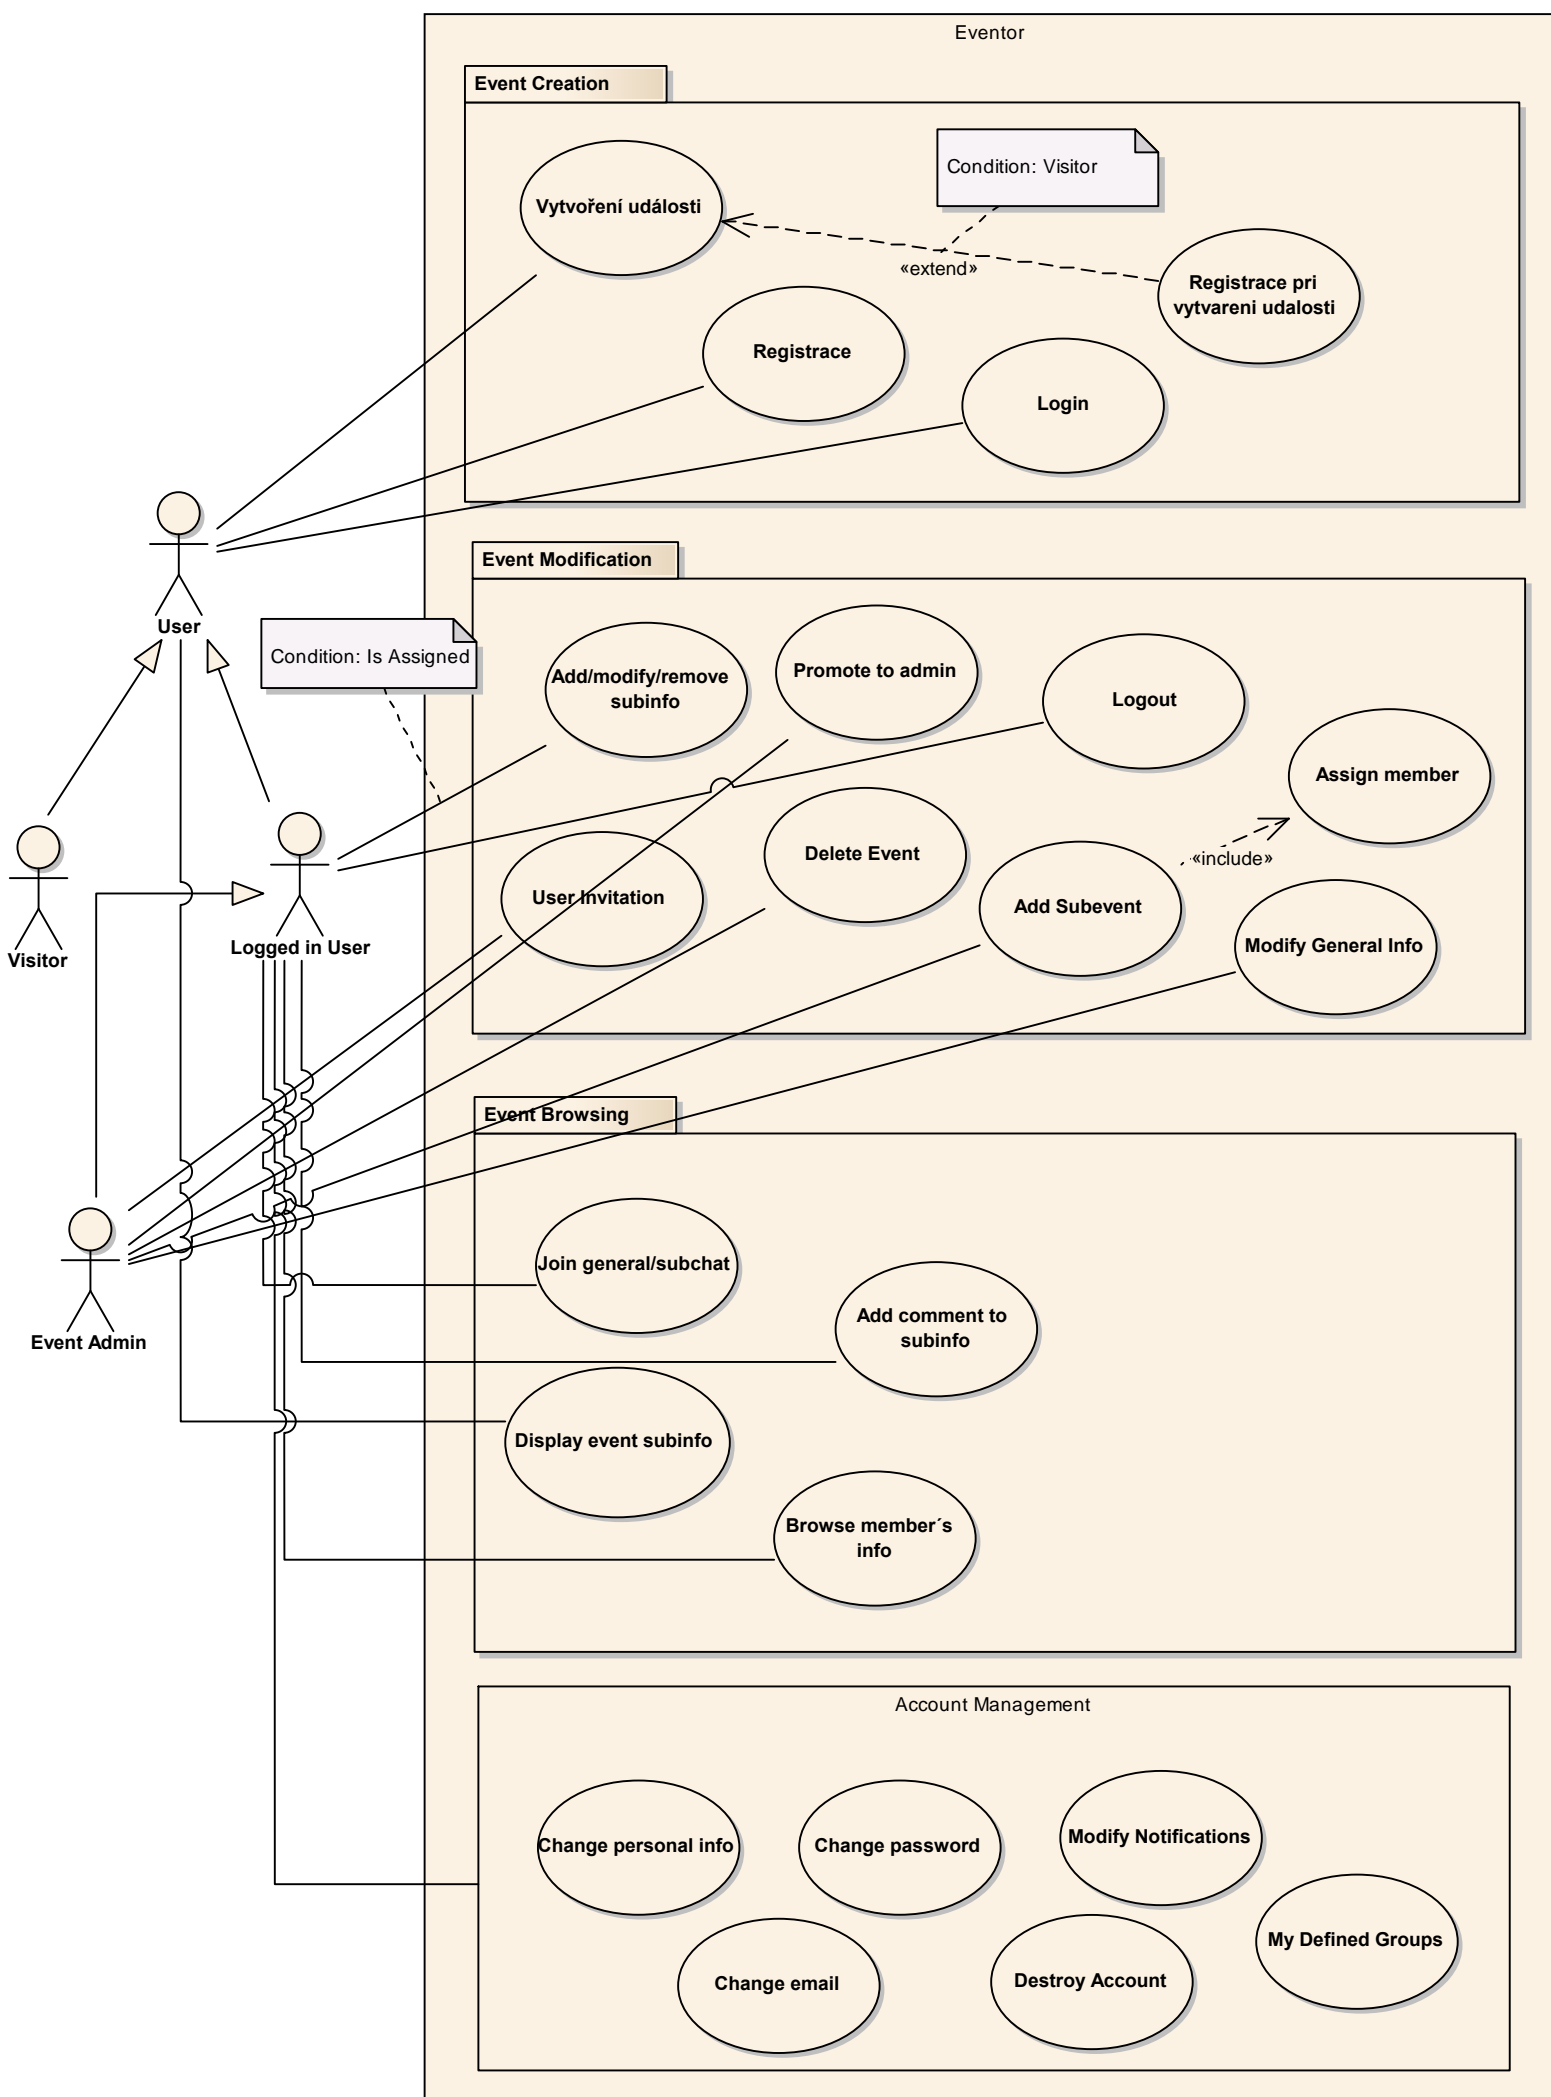 Eventor
Event Creation
Condition: Visitor
Vytvoření události
«extend»
Registrace pri
vytvareni udalosti
Registrace
Login
User
Event Modification
Condition: Is Assigned
Add/modify/remove
subinfo
Promote to admin
Logout
Assign member
«include»
Delete Event
User Invitation
Add Subevent
Modify General Info
Visitor
Logged in User
Event Browsing
Join general/subchat
Add comment to
subinfo
Event Admin
Display event subinfo
Browse member´s
info
Account Management
Change personal info
Change password
Modify Notifications
My Defined Groups
Change email
Destroy Account